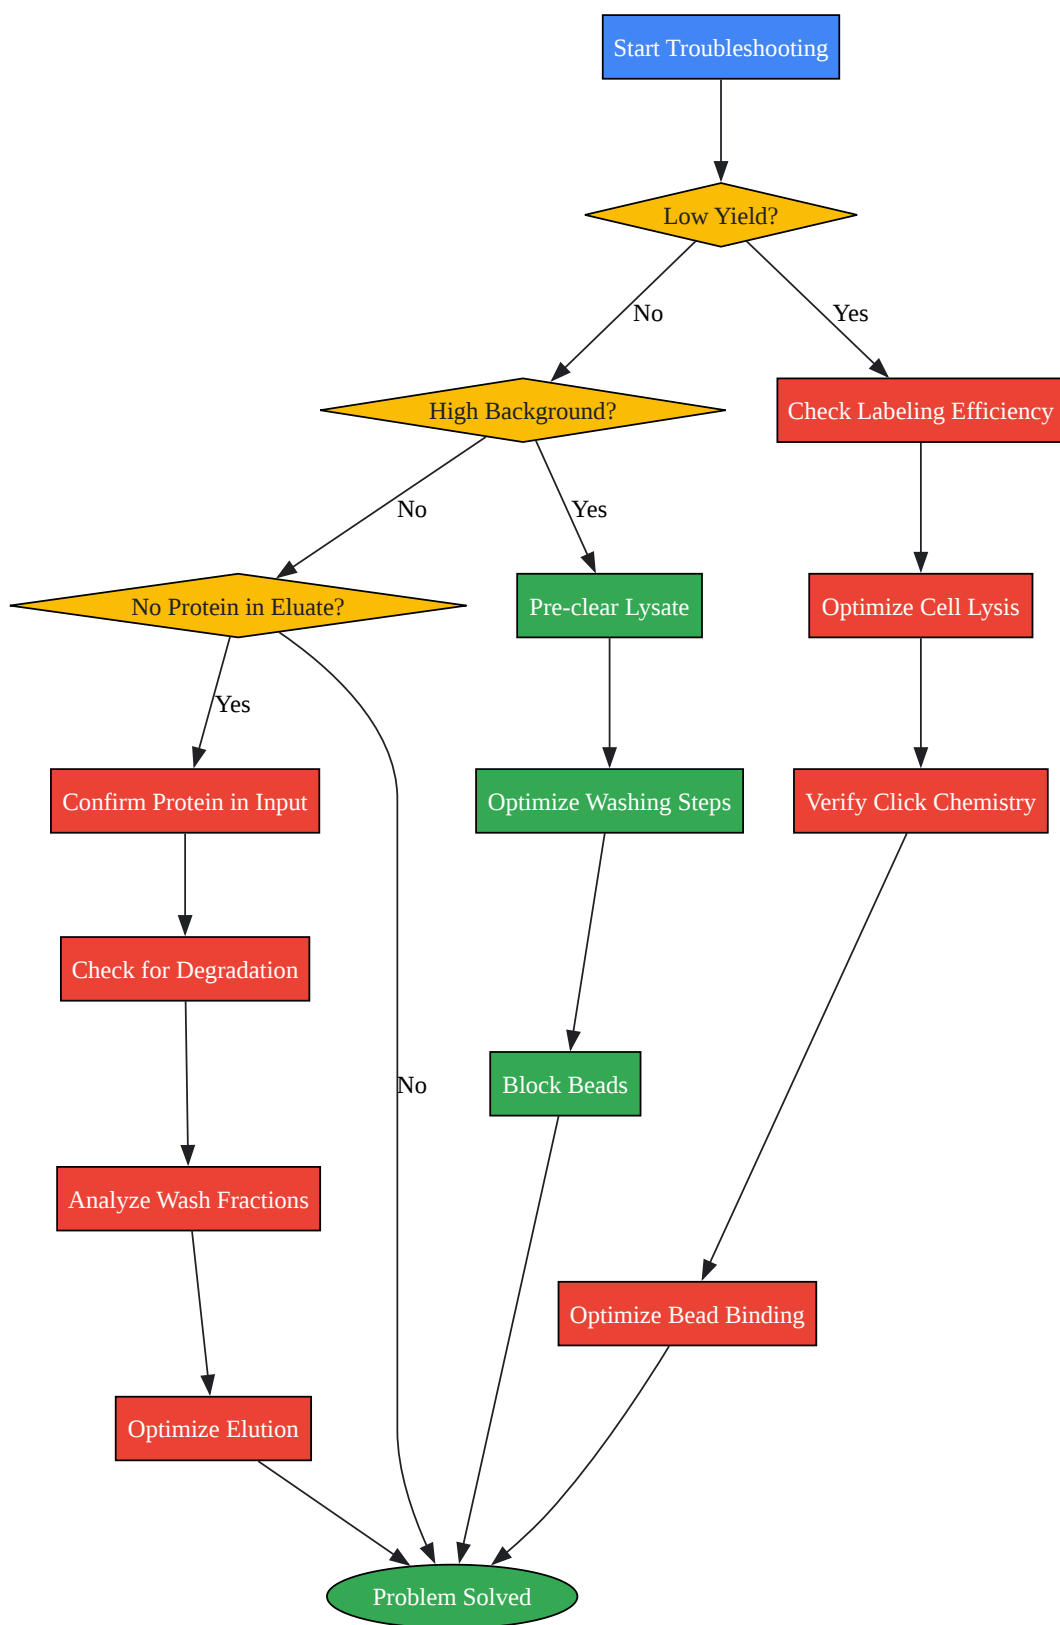 Start Troubleshooting
Low Yield?
No
Yes
High Background?
Check Labeling Efficiency
No
Yes
No Protein in Eluate?
Pre-clear Lysate
Optimize Cell Lysis
Yes
Confirm Protein in Input
Optimize Washing Steps
Verify Click Chemistry
Check for Degradation
No
Block Beads
Analyze Wash Fractions
Optimize Bead Binding
Optimize Elution
Problem Solved